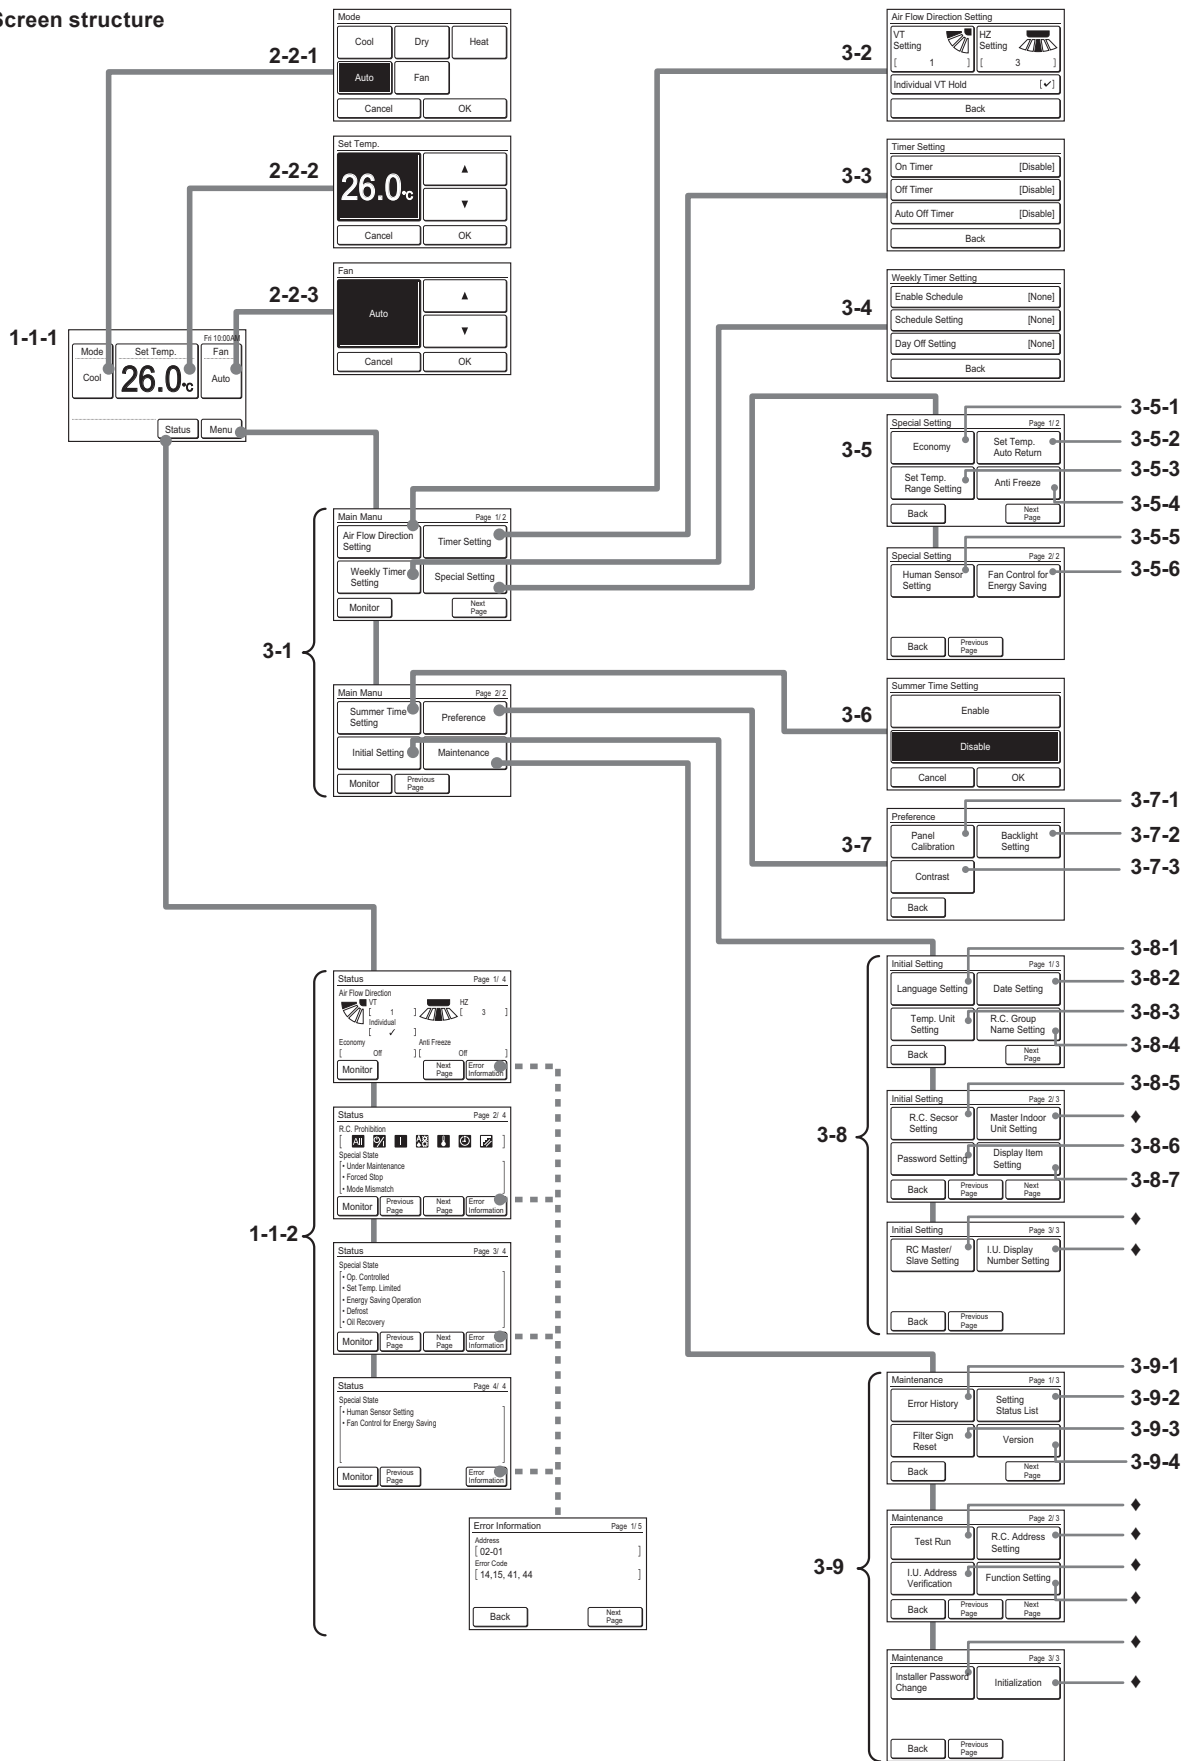 Screen structure
Mode
Cool Dry Heat
Auto Fan
Cancel OK
2-2-1
Set Temp.
26.0°C ▲
▼
Cancel OK
2-2-2
Fan
Auto ▲
▼
Cancel OK
2-2-3
1-1-1
Fri 10:00AM
Mode Set Temp. Fan
Cool 26.0°C Auto
Status Menu
3-1
Main Manu Page 1/ 2
Air Flow Direction Setting
Timer Setting
Weekly Timer Setting
Special Setting
Monitor Next Page
Main Manu Page 2/ 2
Summer Time Setting
Preference
Initial Setting
Maintenance
Monitor Previous Page
1-1-2
Status Page 1/ 4
Air Flow Direction
VT HZ
[ 1 ] [ 3 ]
Individual
[ ✓ ]
Economy Anti Freeze
[ Off ] [ Off ]
Monitor Next Page Error Information
Status Page 2/ 4
R.C. Prohibition
[ All ]
Special State
• Under Maintenance
• Forced Stop
• Mode Mismatch
Monitor Previous Page Next Page Error Information
Status Page 3/ 4
Special State
• Op. Controlled
• Set Temp. Limited
• Energy Saving Operation
• Defrost
• Oil Recovery
Monitor Previous Page Next Page Error Information
Status Page 4/ 4
Special State
• Human Sensor Setting
• Fan Control for Energy Saving
Monitor Previous Page Error Information
Error Information Page 1/ 5
Address
[ 02-01 ]
Error Code
[ 14,15, 41, 44 ]
Back Next Page
3-2
Air Flow Direction Setting
VT Setting HZ Setting
[ 1 ] [ 3 ]
Individual VT Hold [✔]
Back
3-3
Timer Setting
On Timer [Disable]
Off Timer [Disable]
Auto Off Timer [Disable]
Back
3-4
Weekly Timer Setting
Enable Schedule [None]
Schedule Setting [None]
Day Off Setting [None]
Back
3-5
Special Setting Page 1/ 2
Economy
Set Temp. Auto Return
Set Temp. Range Setting
Anti Freeze
Back Next Page
3-5-1
3-5-2
3-5-3
3-5-4
Special Setting Page 2/ 2
Human Sensor Setting
Fan Control for Energy Saving
Back Previous Page
3-5-5
3-5-6
3-6
Summer Time Setting
Enable
Disable
Cancel OK
3-7
Preference
Panel Calibration
Backlight Setting
Contrast
Back
3-7-1
3-7-2
3-7-3
3-8
Initial Setting Page 1/ 3
Language Setting
Date Setting
Temp. Unit Setting
R.C. Group Name Setting
Back Next Page
3-8-1
3-8-2
3-8-3
3-8-4
Initial Setting Page 2/ 3
R.C. Secsor Setting
Master Indoor Unit Setting
Password Setting
Display Item Setting
Back Previous Page Next Page
3-8-5
♦
3-8-6
3-8-7
Initial Setting Page 3/ 3
RC Master/ Slave Setting
I.U. Display Number Setting
Back Previous Page
♦
♦
3-9
Maintenance Page 1/ 3
Error History
Setting Status List
Filter Sign Reset
Version
Back Next Page
3-9-1
3-9-2
3-9-3
3-9-4
Maintenance Page 2/ 3
Test Run
R.C. Address Setting
I.U. Address Verification
Function Setting
Back Previous Page Next Page
♦
♦
♦
♦
Maintenance Page 3/ 3
Installer Password Change
Initialization
Back Previous Page
♦
♦